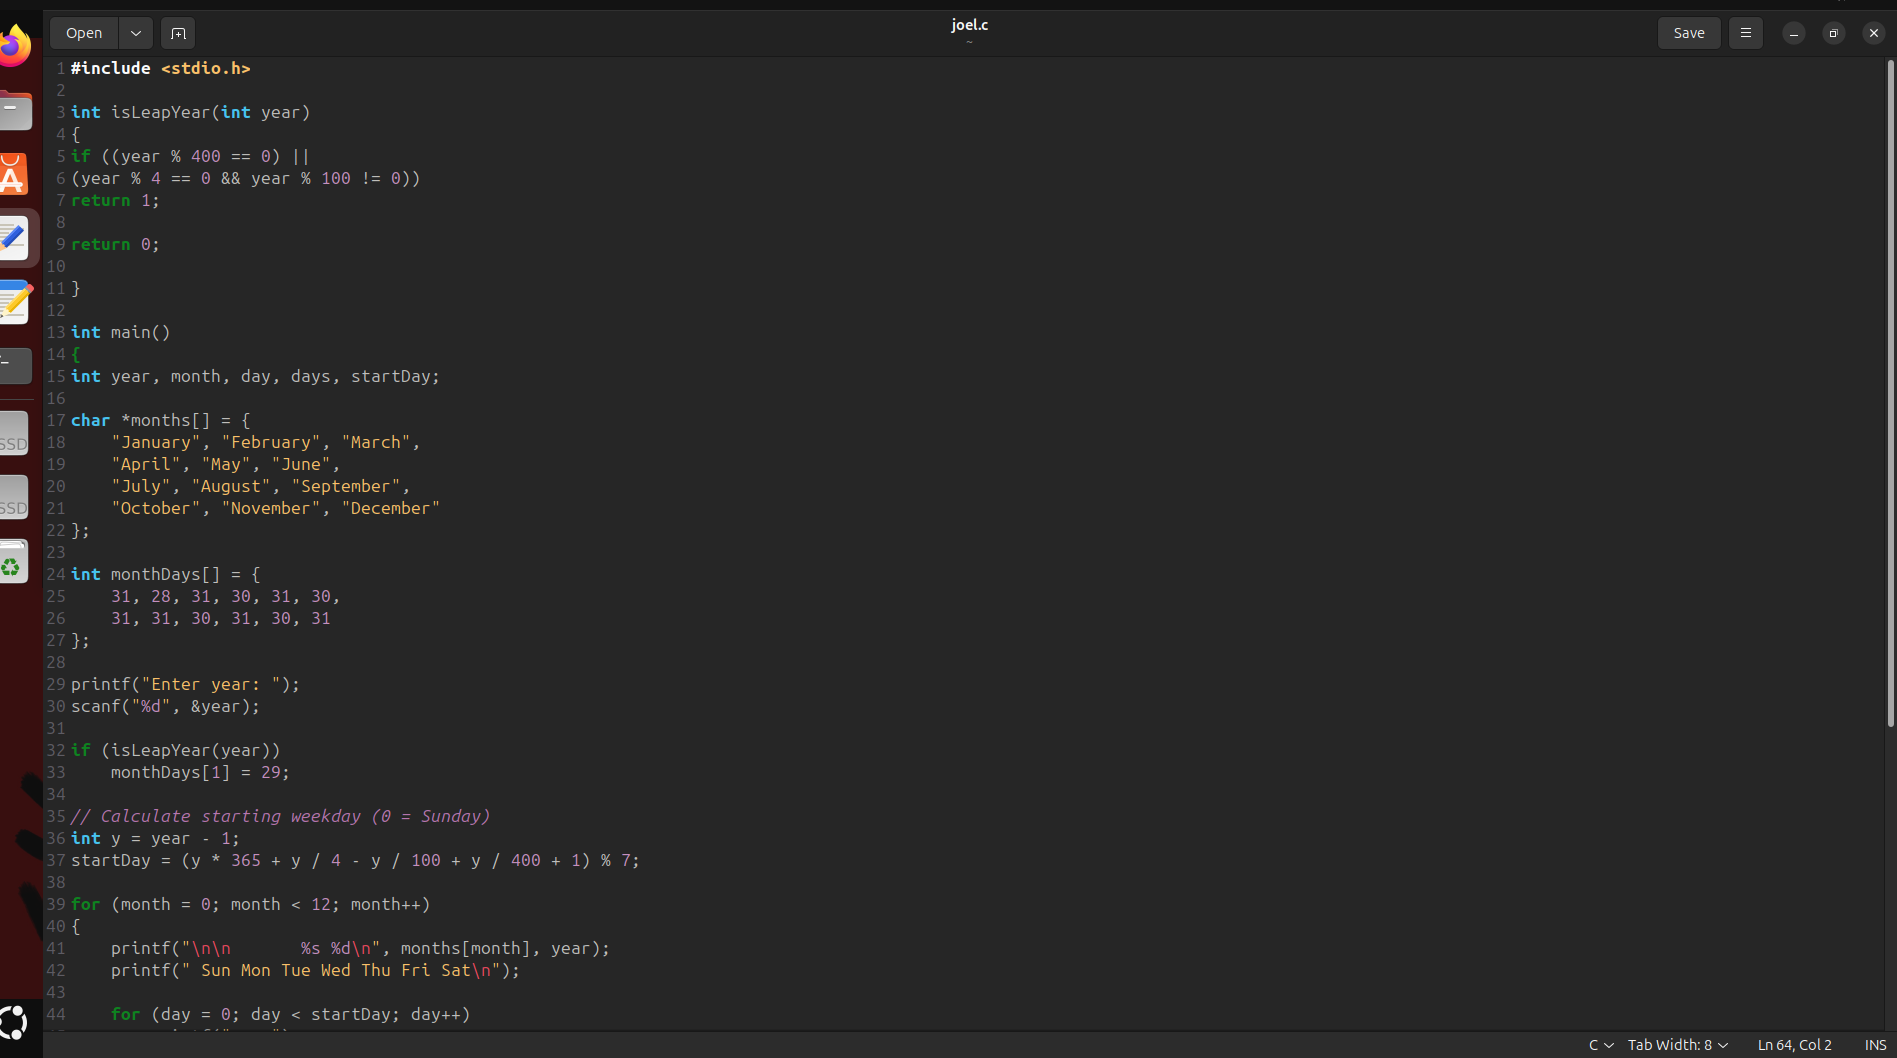 Open
joel.c
~
Save
1 #include <stdio.h>
2
3 int isLeapYear(int year)
4 {
5 if ((year % 400 == 0) ||
6 (year % 4 == 0 && year % 100 != 0))
7 return 1;
8
9 return 0;
10
11 }
12
13 int main()
14 {
15 int year, month, day, days, startDay;
16
17 char *months[] = {
18     "January", "February", "March",
19     "April", "May", "June",
20     "July", "August", "September",
21     "October", "November", "December"
22 };
23
24 int monthDays[] = {
25     31, 28, 31, 30, 31, 30,
26     31, 31, 30, 31, 30, 31
27 };
28
29 printf("Enter year: ");
30 scanf("%d", &year);
31
32 if (isLeapYear(year))
33     monthDays[1] = 29;
34
35 // Calculate starting weekday (0 = Sunday)
36 int y = year - 1;
37 startDay = (y * 365 + y / 4 - y / 100 + y / 400 + 1) % 7;
38
39 for (month = 0; month < 12; month++)
40 {
41     printf("\n\n       %s %d\n", months[month], year);
42     printf(" Sun Mon Tue Wed Thu Fri Sat\n");
43
44     for (day = 0; day < startDay; day++)
SSD
SSD
C
Tab Width: 8
Ln 64, Col 2
INS